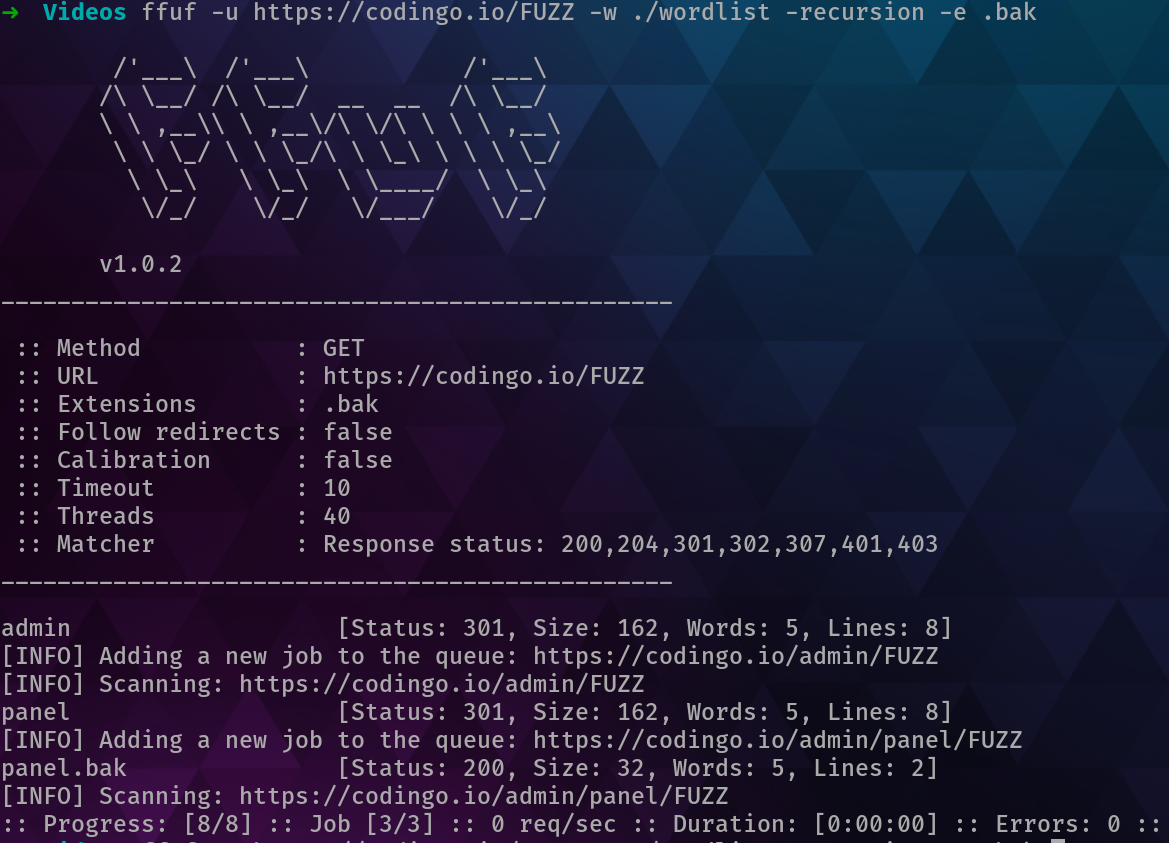 → Videos ffuf -u https://codingo.io/FUZZ -w ./wordlist -recursion -e .bak
        /'___\  /'___\           /'___\
       /\ \__/ /\ \__/  __  __  /\ \__/
       \ \ ,__\\ \ ,__\/\ \/\ \ \ \ ,__\
        \ \ \_/ \ \ \_/\ \ \_\ \ \ \ \_/
         \ \_\   \ \_\  \ \____/  \ \_\
          \/_/    \/_/   \/___/    \/_/
       v1.0.2
________________________________________________
 :: Method           : GET
 :: URL              : https://codingo.io/FUZZ
 :: Extensions       : .bak
 :: Follow redirects : false
 :: Calibration      : false
 :: Timeout          : 10
 :: Threads          : 40
 :: Matcher          : Response status: 200,204,301,302,307,401,403
________________________________________________
admin                   [Status: 301, Size: 162, Words: 5, Lines: 8]
[INFO] Adding a new job to the queue: https://codingo.io/admin/FUZZ
[INFO] Scanning: https://codingo.io/admin/FUZZ
panel                   [Status: 301, Size: 162, Words: 5, Lines: 8]
[INFO] Adding a new job to the queue: https://codingo.io/admin/panel/FUZZ
panel.bak               [Status: 200, Size: 32, Words: 5, Lines: 2]
[INFO] Scanning: https://codingo.io/admin/panel/FUZZ
:: Progress: [8/8] :: Job [3/3] :: 0 req/sec :: Duration: [0:00:00] :: Errors: 0 ::